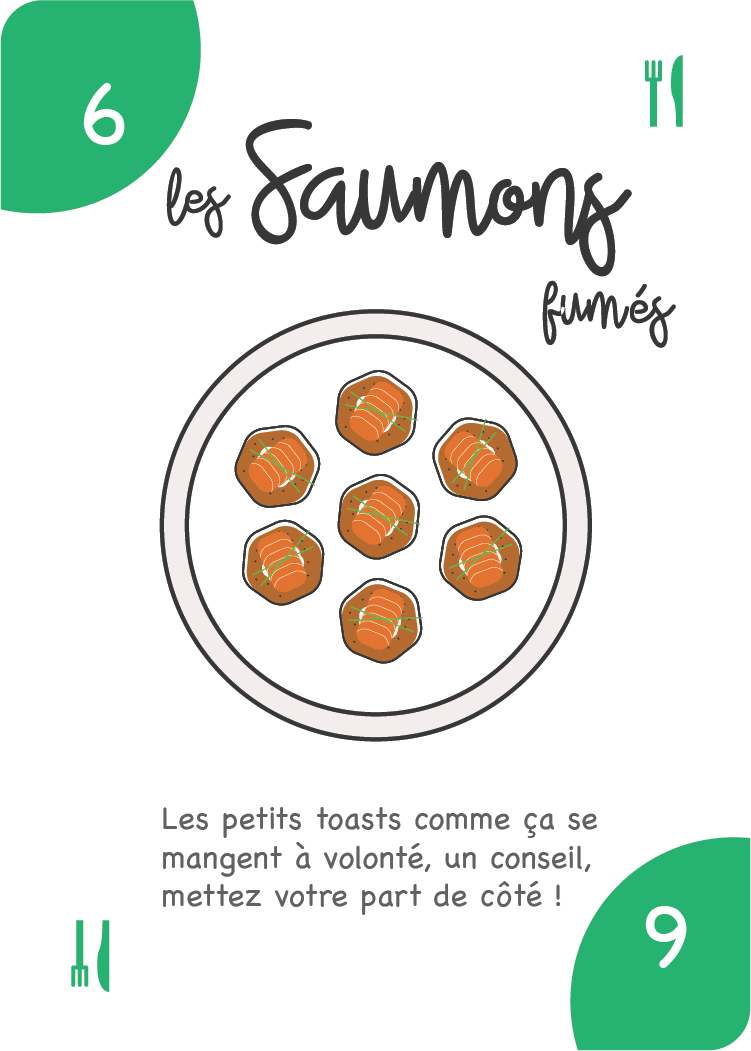 6
les Saumons
fumés
Les petits toasts comme ça se
mangent à volonté, un conseil,
mettez votre part de côté !
6